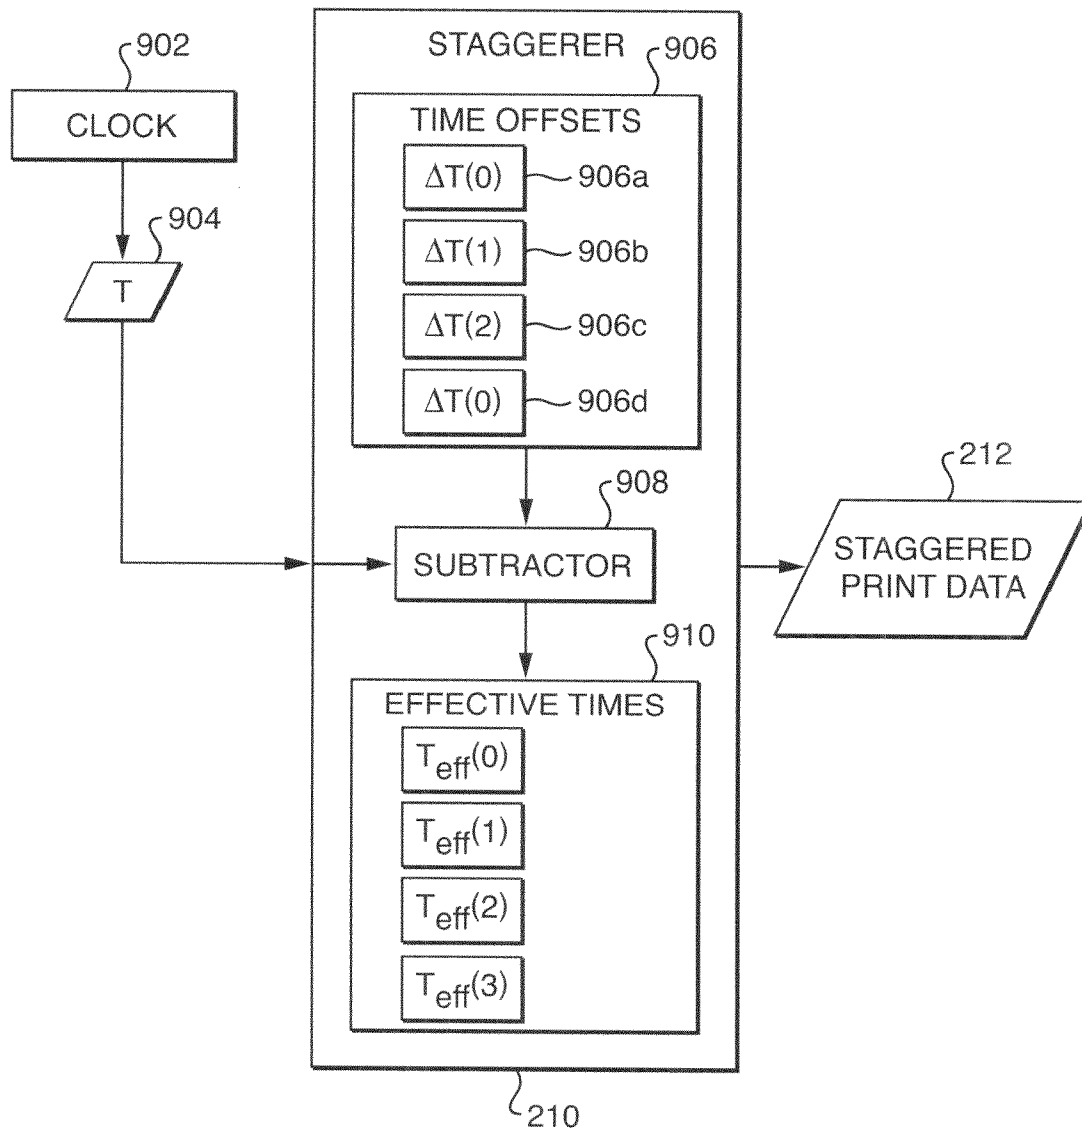 STAGGERER
902
CLOCK
904
T
906
TIME OFFSETS
ΔT(0)
906a
ΔT(1)
906b
ΔT(2)
906c
ΔT(0)
906d
908
SUBTRACTOR
212
STAGGERED
PRINT DATA
910
EFFECTIVE TIMES
Teff(0)
Teff(1)
Teff(2)
Teff(3)
210